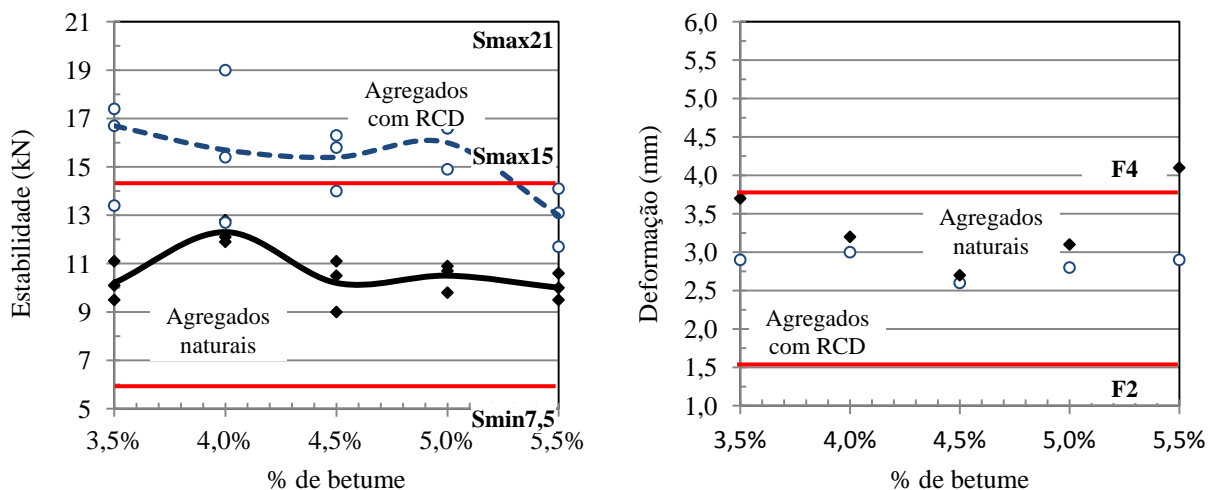 Estabilidade (kN)
21
19
17
15
13
11
9
7
5
Smax21
Agregados
com RCD
Smax15
Agregados
naturais
Smin7,5
3,5%
4,0%
4,5%
5,0%
5,5%
% de betume
Deformação (mm)
6,0
5,5
5,0
4,5
4,0
3,5
3,0
2,5
2,0
1,5
1,0
F4
Agregados
naturais
Agregados
com RCD
F2
3,5%
4,0%
4,5%
5,0%
5,5%
% de betume